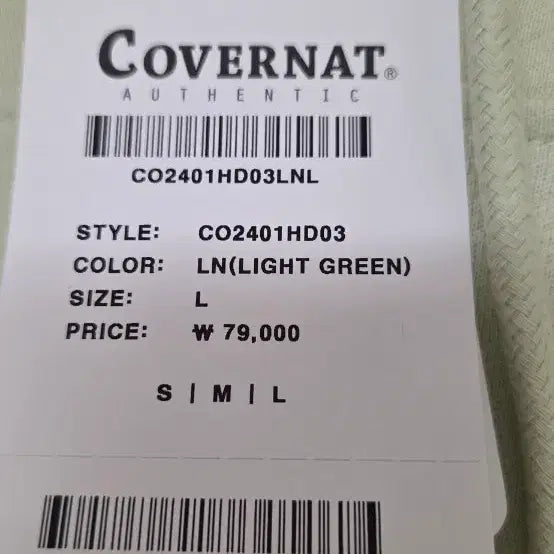 COVERNAT®
AUTHENTIC
CO2401HD03LNL
STYLE: CO2401HD03
COLOR: LN(LIGHT GREEN)
SIZE: L
PRICE: ₩ 79,000
S | M | L